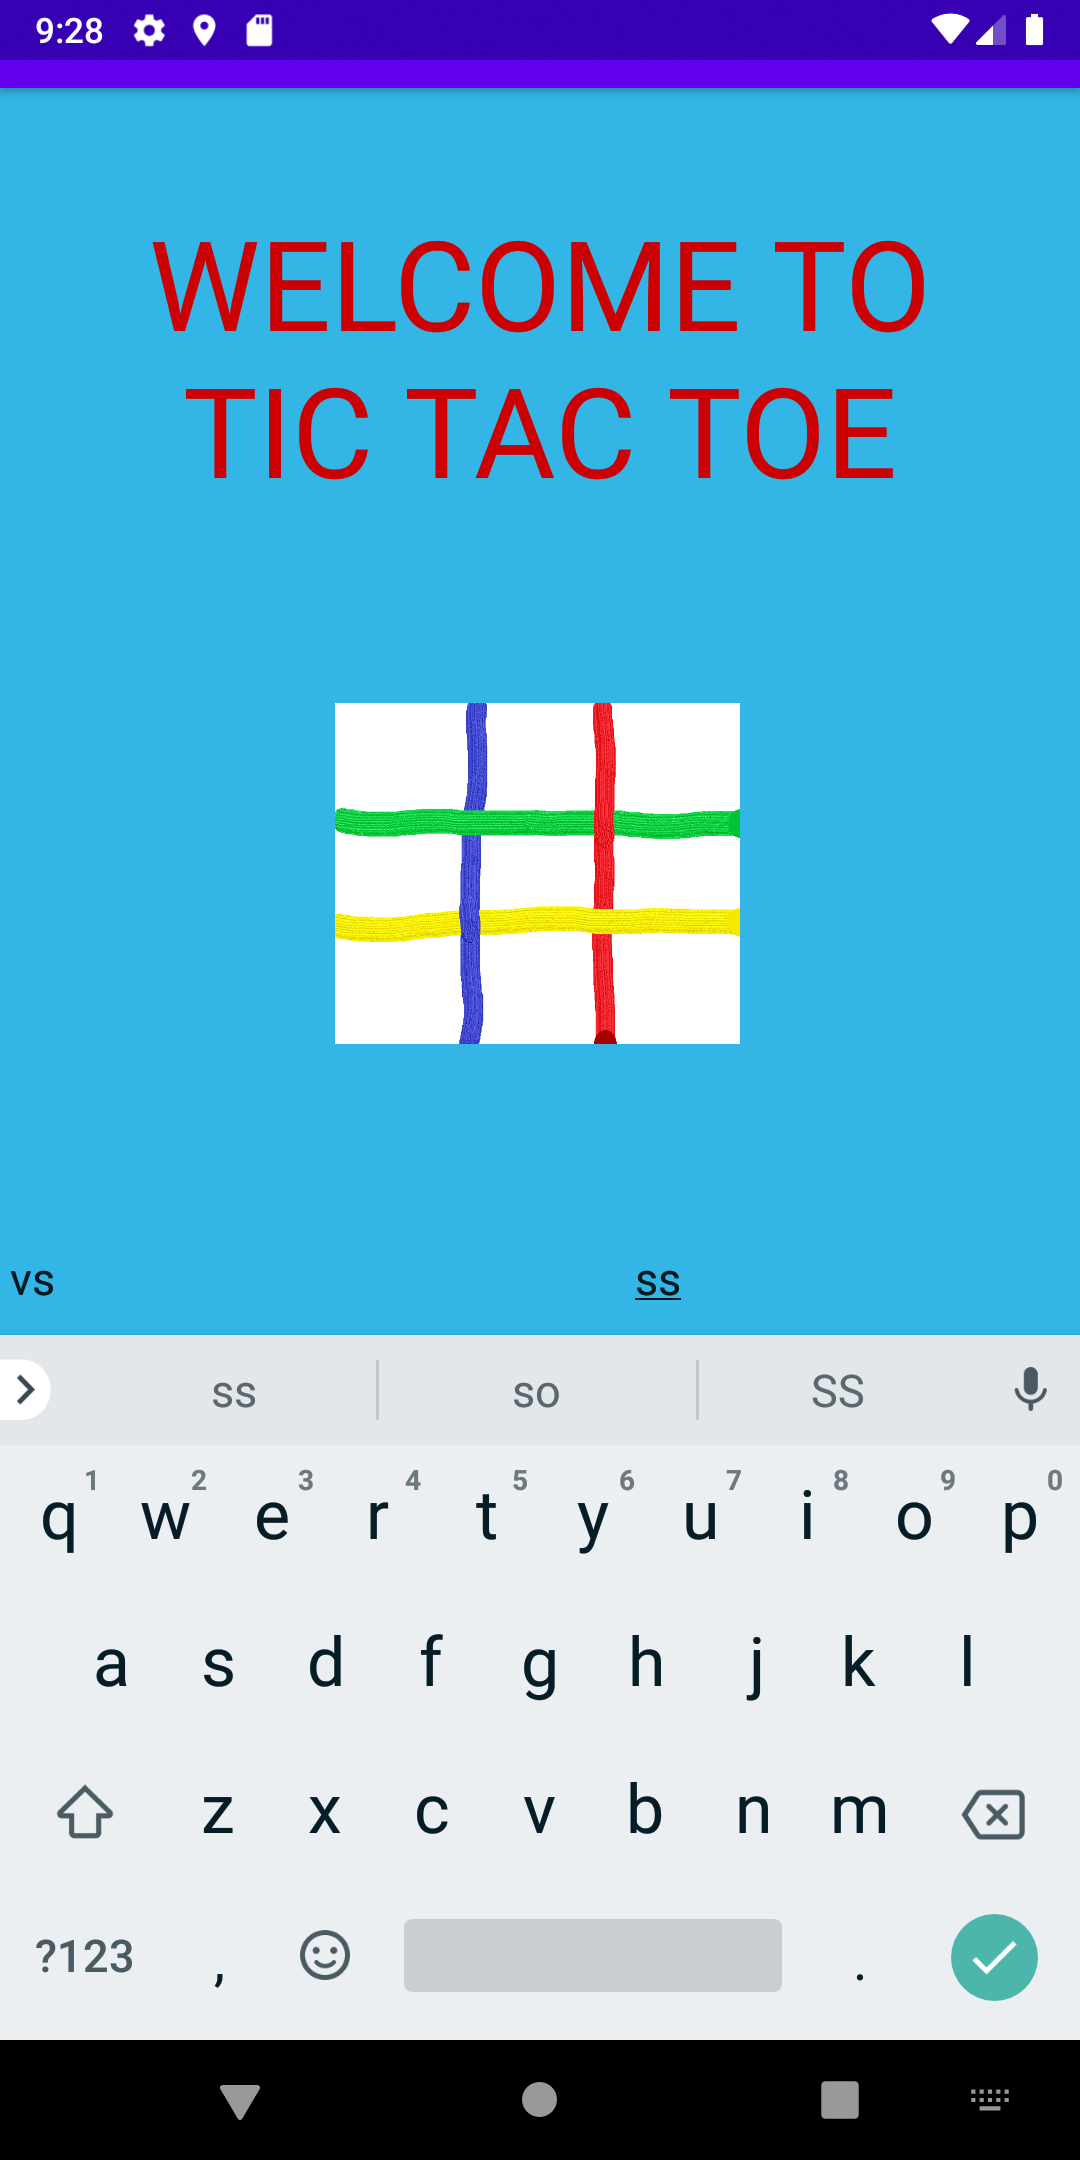 9:28
WELCOME TO
TIC TAC TOE
vs ss
ss so SS
1 2 3 4 5 6 7 8 9 0
q w e r t y u i o p
a s d f g h j k l
z x c v b n m
?123 , .